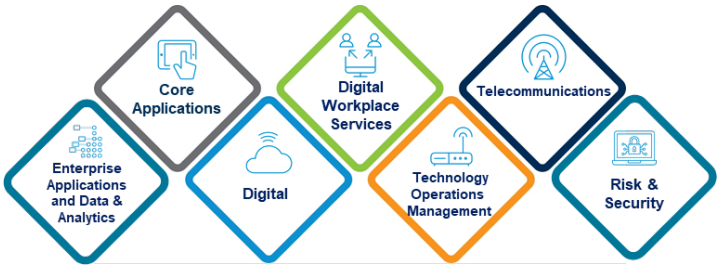 Enterprise
Applications
and Data &
Analytics
Core
Applications
Digital
Digital
Workplace
Services
Technology
Operations
Management
Telecommunications
Risk &
Security